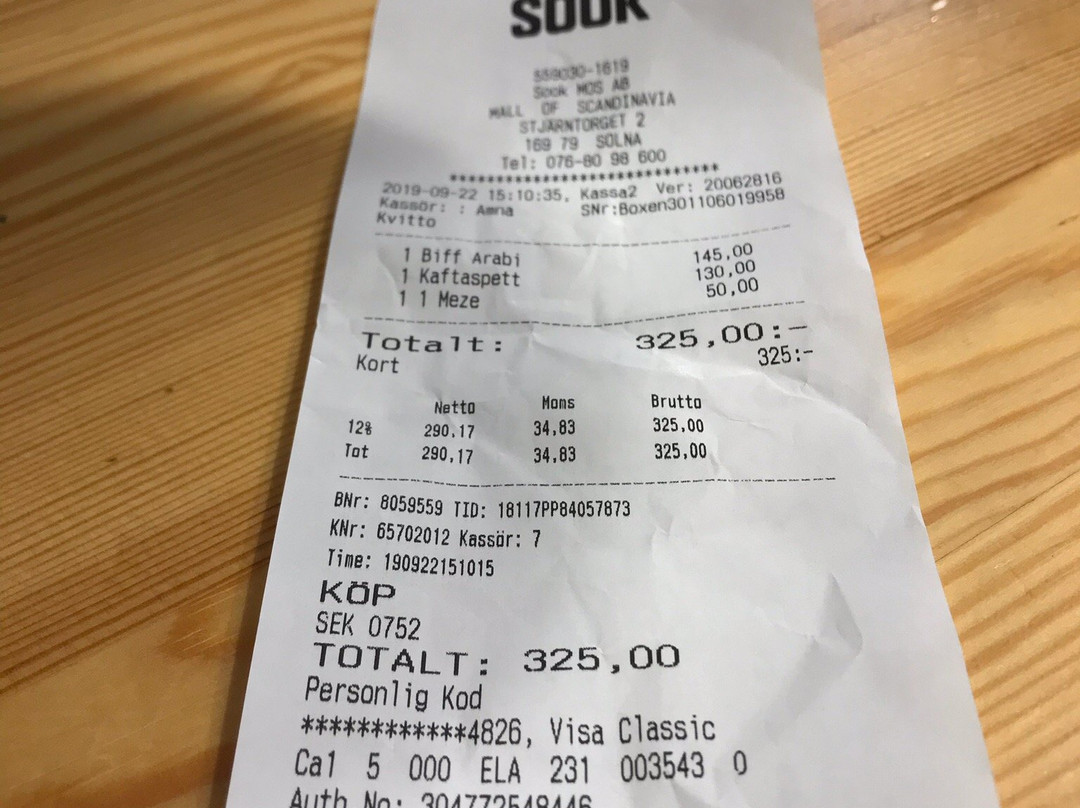 SOOK
559030-1619
Sook MOS AB
MALL OF SCANDINAVIA
STJÄRNTORGET 2
169 79 SOLNA
Tel: 076-80 98 600
*****************************
2019-09-22 15:10:35, Kassa2 Ver: 20062816
Kassör: : Amna SNr:Boxen301106019958
Kvitto
1 Biff Arabi 145,00
1 Kaftaspett 130,00
1 1 Meze 50,00
Totalt: 325,00:-
Kort 325:-
Netto Moms Brutto
12% 290,17 34,83 325,00
Tot 290,17 34,83 325,00
BNr: 8059559 TID: 18117PP84057873
KNr: 65702012 Kassör: 7
Time: 190922151015
KÖP
SEK 0752
TOTALT: 325,00
Personlig Kod
************4826, Visa Classic
Ca1 5 000 ELA 231 003543 0
Auth No: 304772548446